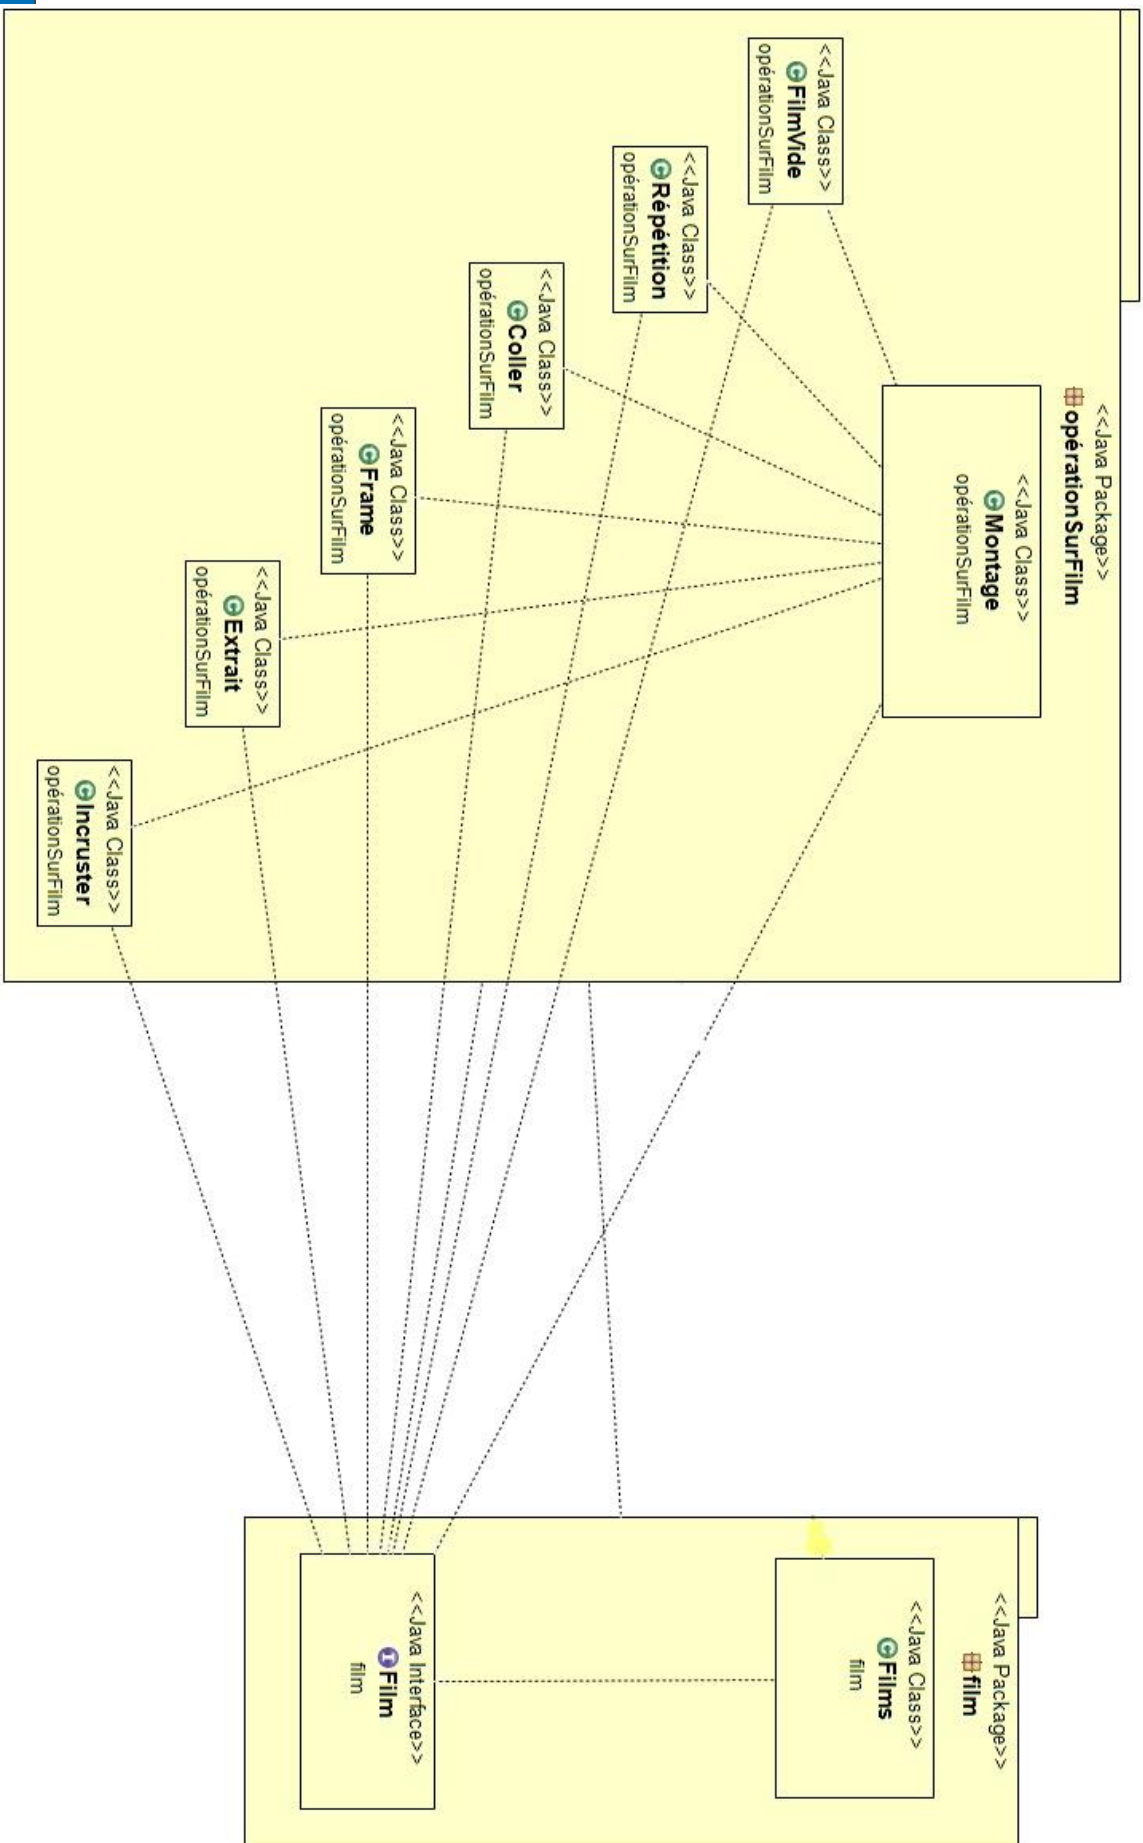 <<Java Package>>
opérationSurFilm
<<Java Class>>
Montage
opérationSurFilm
<<Java Class>>
FilmVide
opérationSurFilm
<<Java Class>>
Répétition
opérationSurFilm
<<Java Class>>
Coller
opérationSurFilm
<<Java Class>>
Frame
opérationSurFilm
<<Java Class>>
Extrait
opérationSurFilm
<<Java Class>>
Incruster
opérationSurFilm
<<Java Package>>
film
<<Java Class>>
Films
film
<<Java Interface>>
Film
film